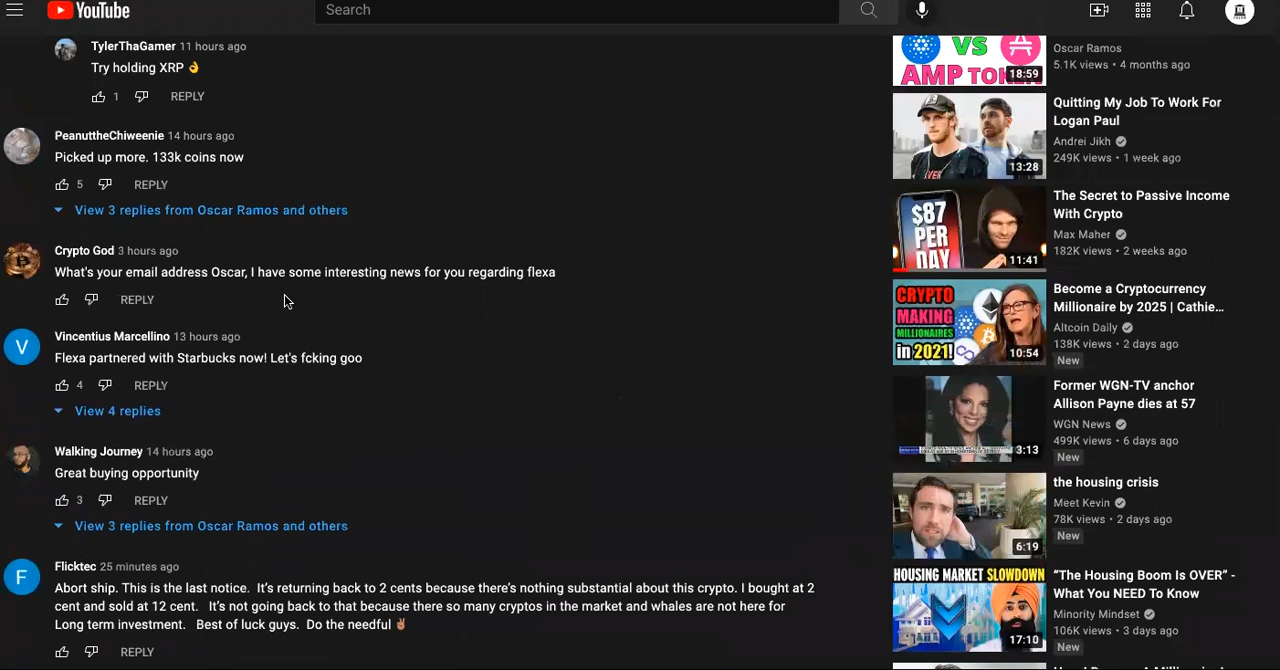 YouTube
Search
TylerThaGamer 11 hours ago
Try holding XRP 👌
1 REPLY
PeanuttheChiweenie 14 hours ago
Picked up more. 133k coins now
5 REPLY
View 3 replies from Oscar Ramos and others
Crypto God 3 hours ago
What's your email address Oscar, I have some interesting news for you regarding flexa
REPLY
V
Vincentius Marcellino 13 hours ago
Flexa partnered with Starbucks now! Let's fcking goo
4 REPLY
View 4 replies
Walking Journey 14 hours ago
Great buying opportunity
3 REPLY
View 3 replies from Oscar Ramos and others
F
Flicktec 25 minutes ago
Abort ship. This is the last notice. It's returning back to 2 cents because there's nothing substantial about this crypto. I bought at 2
cent and sold at 12 cent. It's not going back to that because there so many cryptos in the market and whales are not here for
Long term investment. Best of luck guys. Do the needful ✌🏽
REPLY
VS
AMP TOKEN
18:59
Oscar Ramos
5.1K views • 4 months ago
13:28
Quitting My Job To Work For
Logan Paul
Andrei Jikh
249K views • 1 week ago
$87
PER
DAY
11:41
The Secret to Passive Income
With Crypto
Max Maher
182K views • 2 weeks ago
CRYPTO
MAKING
MILLIONAIRES
in 2021!
10:54
Become a Cryptocurrency
Millionaire by 2025 | Cathie...
Altcoin Daily
138K views • 2 days ago
New
3:13
Former WGN-TV anchor
Allison Payne dies at 57
WGN News
499K views • 6 days ago
New
6:19
the housing crisis
Meet Kevin
78K views • 2 days ago
New
HOUSING MARKET SLOWDOWN
17:10
“The Housing Boom Is OVER” -
What You NEED To Know
Minority Mindset
106K views • 3 days ago
New